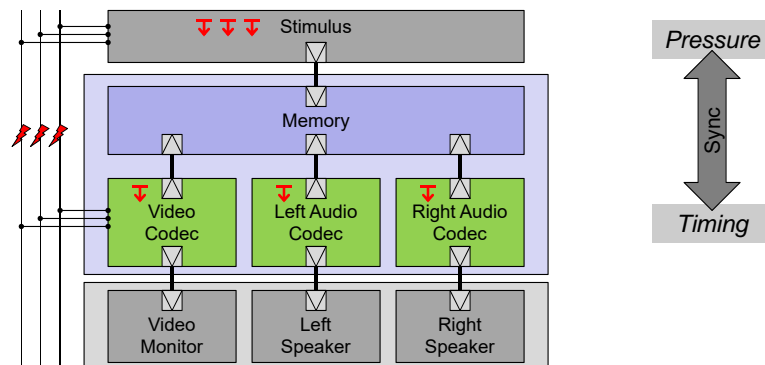 Stimulus
Pressure
Memory
Sync
Video
Codec
Left Audio
Codec
Right Audio
Codec
Timing
Video
Monitor
Left
Speaker
Right
Speaker